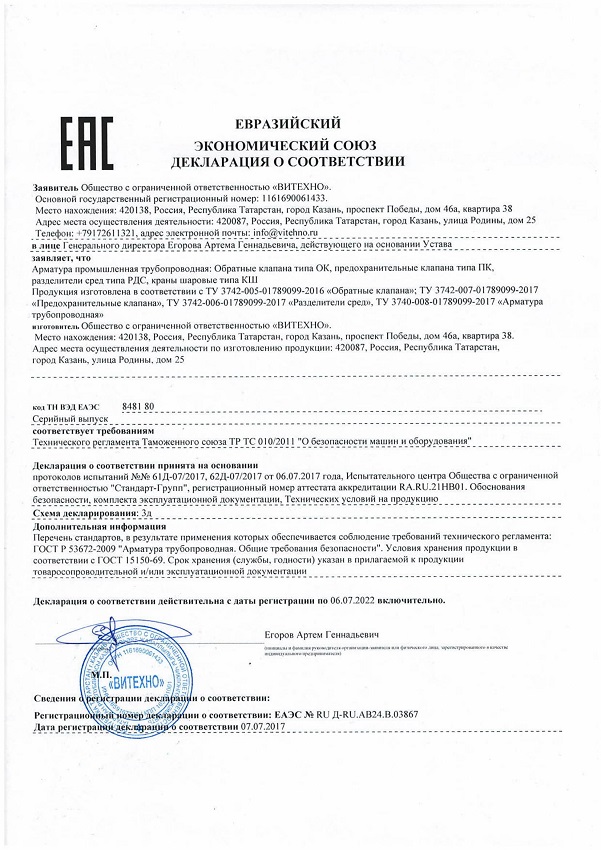 ЕАС
ЕВРАЗИЙСКИЙ
ЭКОНОМИЧЕСКИЙ СОЮЗ
ДЕКЛАРАЦИЯ О СООТВЕТСТВИИ
Заявитель Общество с ограниченной ответственностью «ВИТЕХНО».
Основной государственный регистрационный номер: 1161690061433.
Место нахождения: 420138, Россия, Республика Татарстан, город Казань, проспект Победы, дом 46а, квартира 38
Адрес места осуществления деятельности: 420087, Россия, Республика Татарстан, город Казань, улица Родины, дом 25
Телефон: +79172611321, адрес электронной почты: info@vitehno.ru
в лице Генерального директора Егорова Артема Геннадьевича, действующего на основании Устава
заявляет, что
Арматура промышленная трубопроводная: Обратные клапана типа ОК, предохранительные клапана типа ПК,
разделители сред типа РДС, краны шаровые типа КШ
Продукция изготовлена в соответствии с ТУ 3742-005-01789099-2016 «Обратные клапана»; ТУ 3742-007-01789099-2017
«Предохранительные клапана», ТУ 3742-006-01789099-2017 «Разделители сред», ТУ 3740-008-01789099-2017 «Арматура
трубопроводная»
изготовитель Общество с ограниченной ответственностью «ВИТЕХНО».
Место нахождения: 420138, Россия, Республика Татарстан, город Казань, проспект Победы, дом 46а, квартира 38.
Адрес места осуществления деятельности по изготовлению продукции: 420087, Россия, Республика Татарстан,
город Казань, улица Родины, дом 25
код ТН ВЭД ЕАЭС 8481 80
Серийный выпуск
соответствует требованиям
Технического регламента Таможенного союза ТР ТС 010/2011 "О безопасности машин и оборудования"
Декларация о соответствии принята на основании
протоколов испытаний №№ 61Д-07/2017, 62Д-07/2017 от 06.07.2017 года, Испытательного центра Общества с ограниченной
ответственностью "Стандарт-Групп", регистрационный номер аттестата аккредитации RA.RU.21НВ01. Обоснования
безопасности, комплекта эксплуатационной документации, Технических условий на продукцию
Схема декларирования: 3д
Дополнительная информация
Перечень стандартов, в результате применения которых обеспечивается соблюдение требований технического регламента:
ГОСТ Р 53672-2009 "Арматура трубопроводная. Общие требования безопасности". Условия хранения продукции в
соответствии с ГОСТ 15150-69. Срок хранения (службы, годности) указан в прилагаемой к продукции
товаросопроводительной и/или эксплуатационной документации
Декларация о соответствии действительна с даты регистрации по 06.07.2022 включительно.
Егоров Артем Геннадьевич
(инициалы и фамилия руководителя организации-заявителя или физического лица, зарегистрированного в качестве
индивидуального предпринимателя)
ОГРН 1161690061433
М.П.
«ВИТЕХНО»
Сведения о регистрации декларации о соответствии:
Регистрационный номер декларации о соответствии: ЕАЭС № RU Д-RU.АВ24.В.03867
Дата регистрации декларации о соответствии 07.07.2017